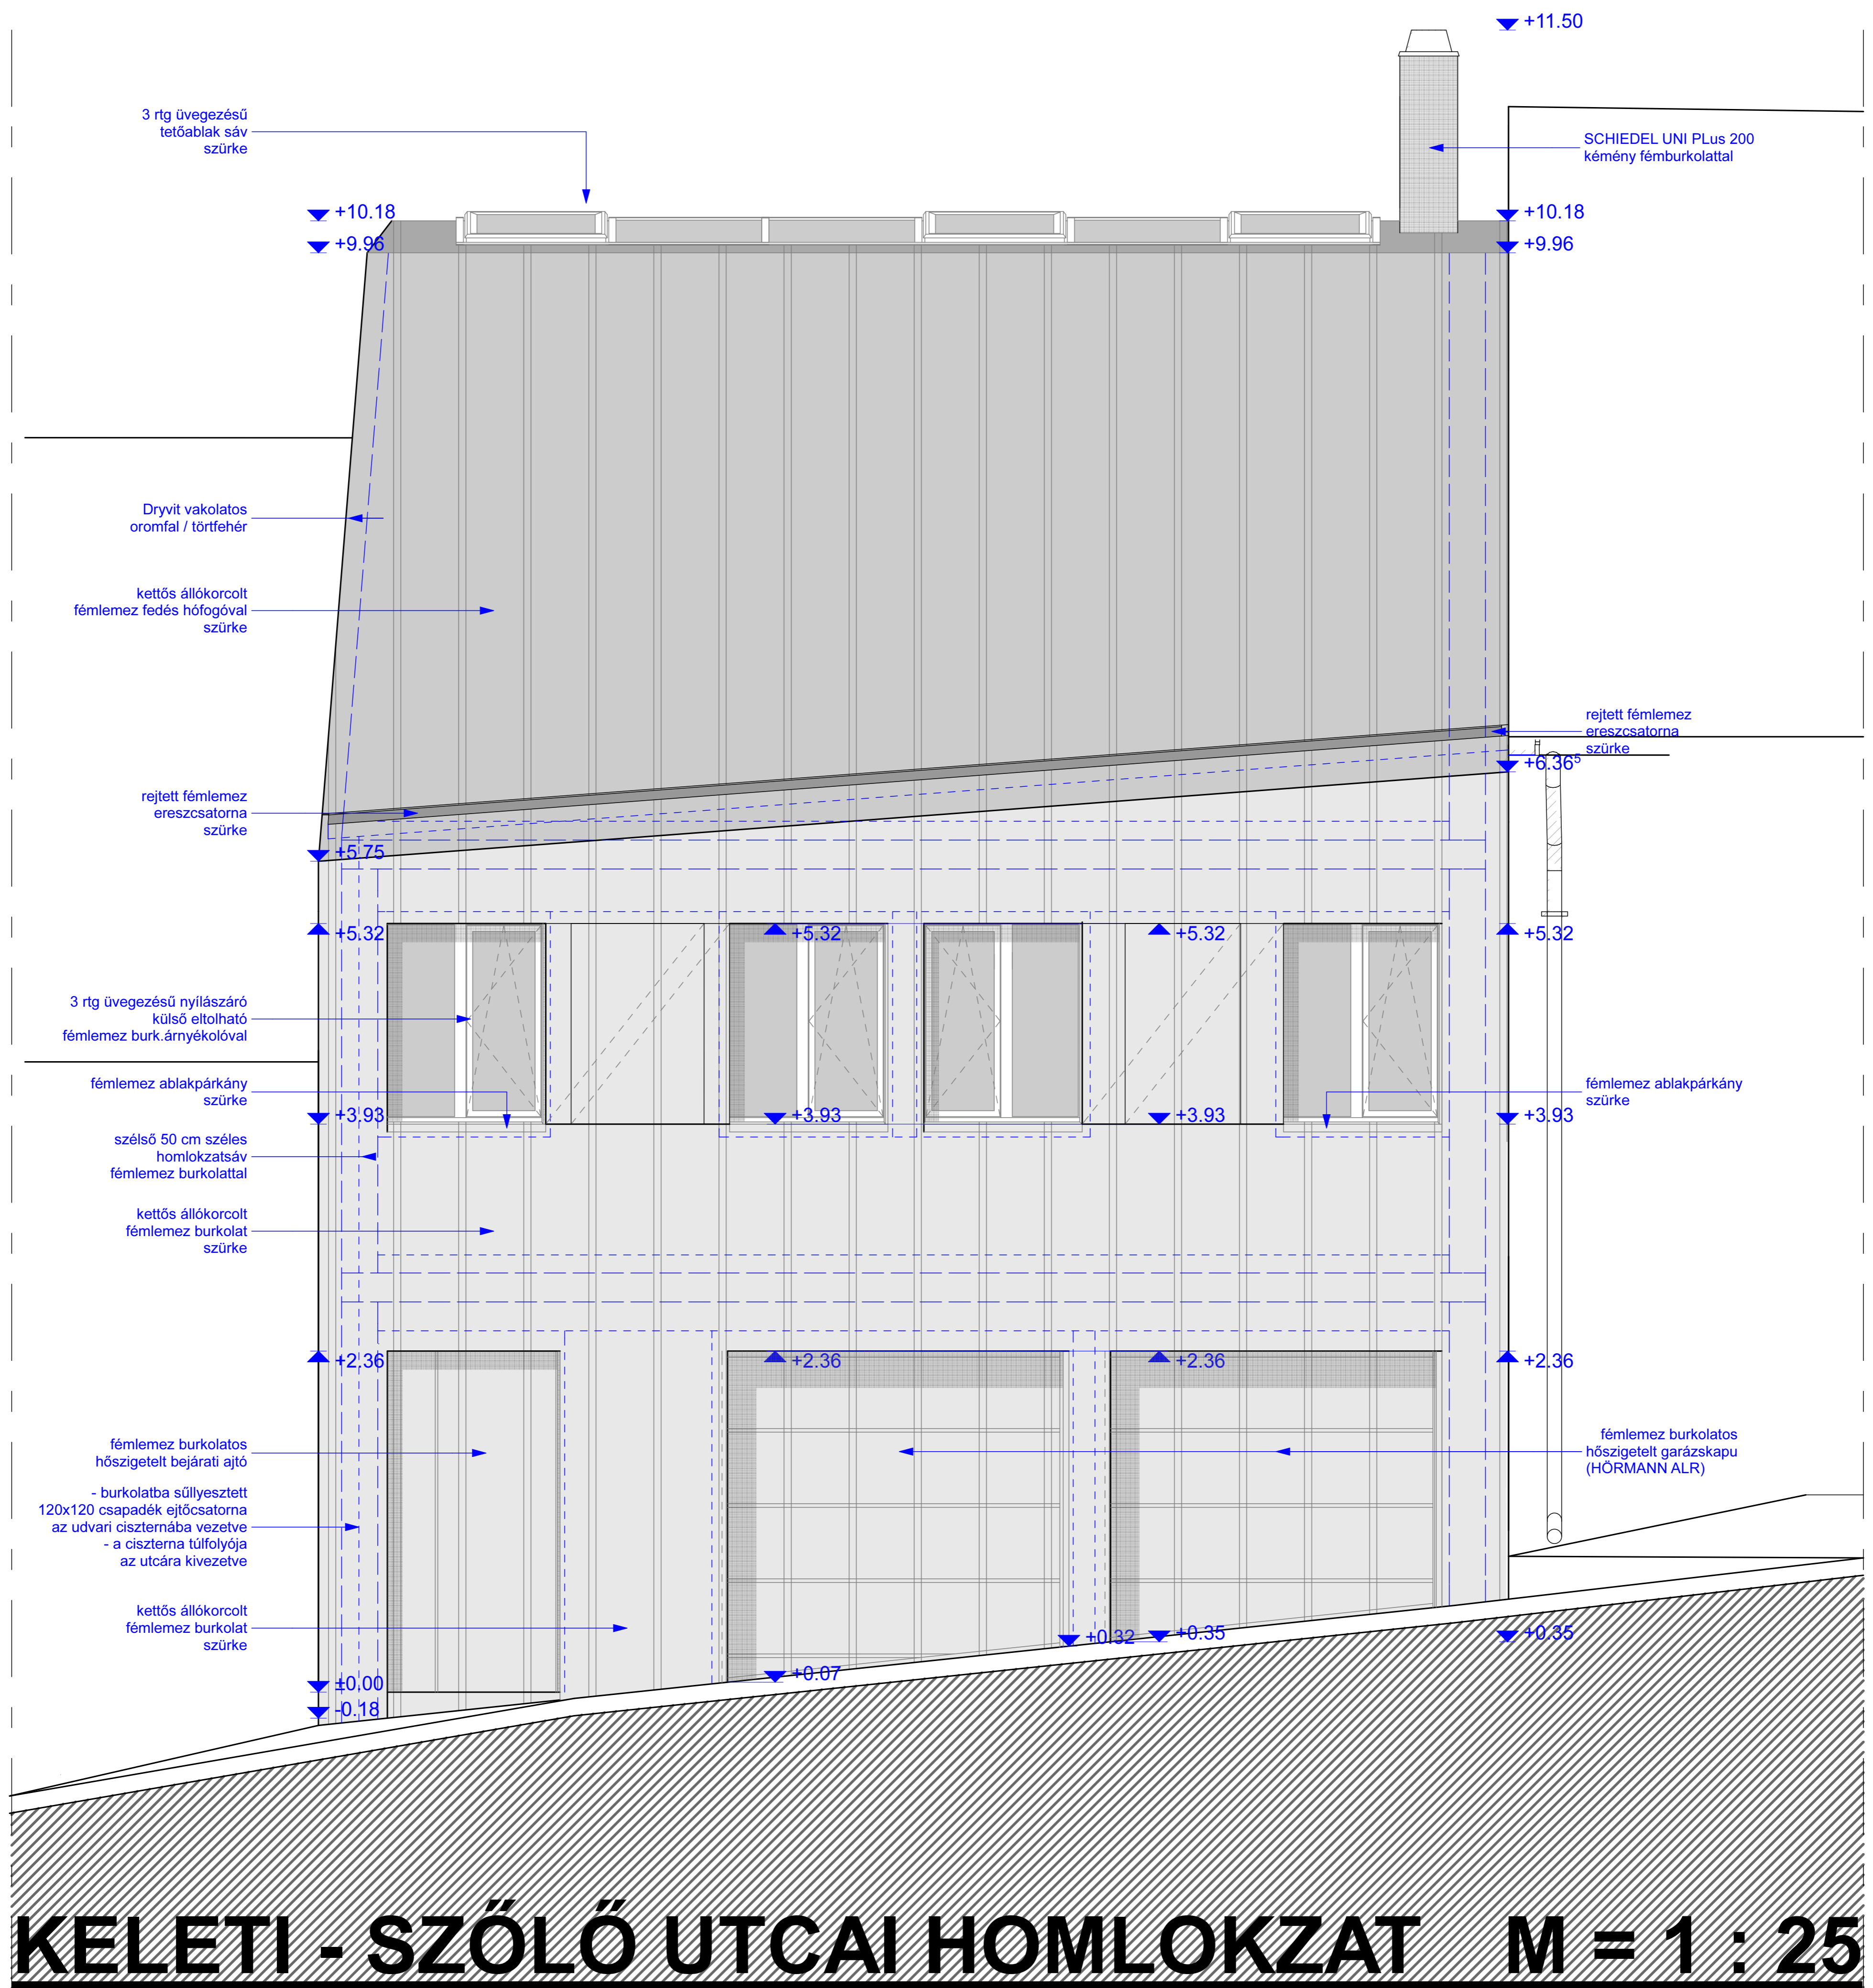 +11.50
3 rtg üvegezésű
tetőablak sáv
szürke
SCHIEDEL UNI PLus 200
kémény fémburkolattal
+10.18
+10.18
+9.96
+9.96
Dryvit vakolatos
oromfal / törtfehér
kettős állókorcolt
fémlemez fedés hófogóval
szürke
rejtett fémlemez
ereszcsatorna
szürke
+6.36⁵
rejtett fémlemez
ereszcsatorna
szürke
+5.75
+5.32
+5.32
+5.32
+5.32
3 rtg üvegezésű nyílászáró
külső eltolható
fémlemez burk.árnyékolóval
fémlemez ablakpárkány
szürke
fémlemez ablakpárkány
szürke
+3.93
+3.93
+3.93
+3.93
szélső 50 cm széles
homlokzatsáv
fémlemez burkolattal
kettős állókorcolt
fémlemez burkolat
szürke
+2.36
+2.36
+2.36
+2.36
fémlemez burkolatos
hőszigetelt bejárati ajtó
fémlemez burkolatos
hőszigetelt garázskapu
(HÖRMANN ALR)
- burkolatba sűllyesztett
120x120 csapadék ejtőcsatorna
az udvari ciszternába vezetve
- a ciszterna túlfolyója
az utcára kivezetve
kettős állókorcolt
fémlemez burkolat
szürke
+0.32
+0.35
+0.35
+0.07
±0.00
-0.18
KELETI - SZŐLŐ UTCAI HOMLOKZAT M = 1 : 25